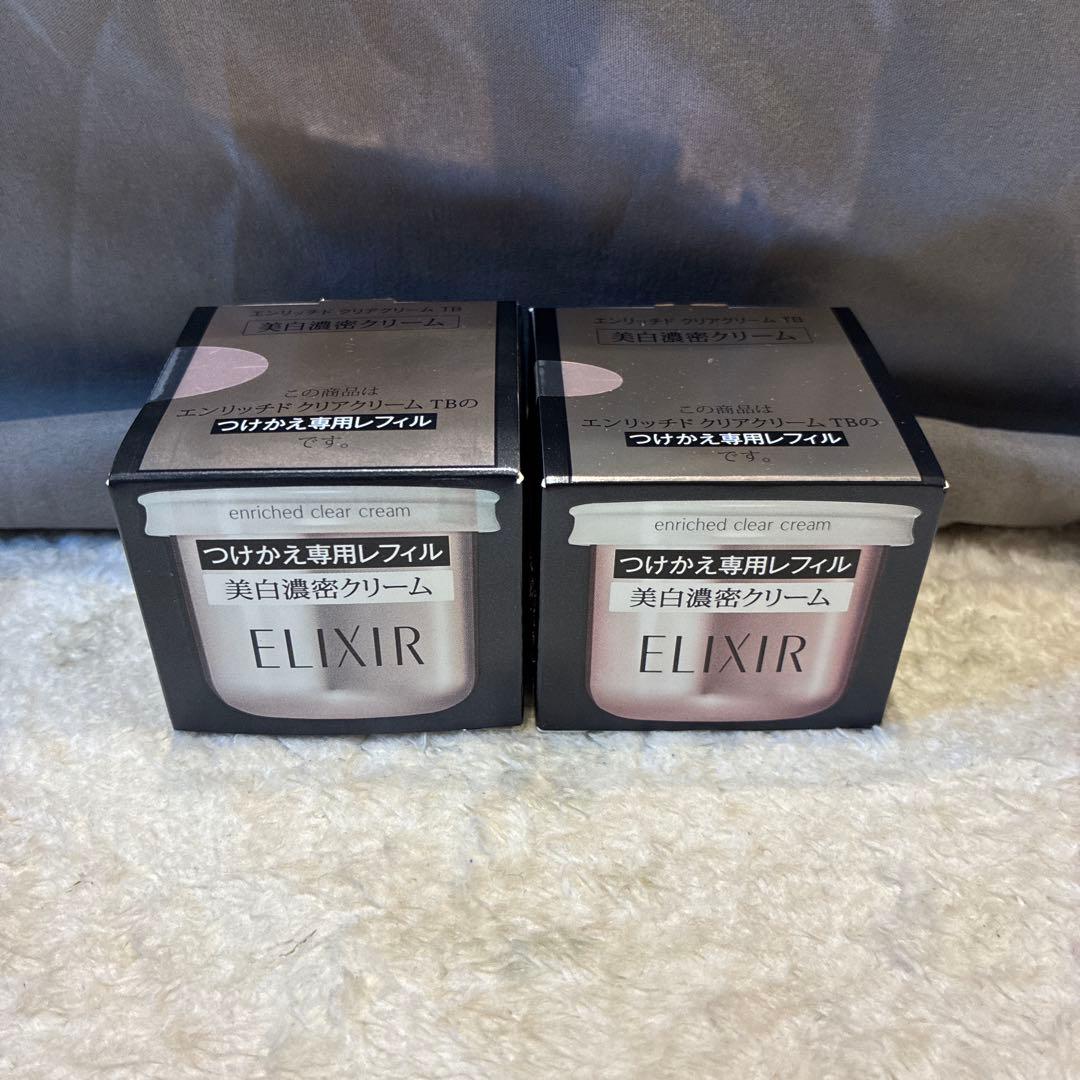 エンリッチド クリアクリーム TB
美白濃密クリーム
この商品は
エンリッチド クリアクリーム TBの
つけかえ専用レフィル
です。
enriched clear cream
つけかえ専用レフィル
美白濃密クリーム
ELIXIR
エンリッチド クリアクリーム TB
美白濃密クリーム
この商品は
エンリッチド クリアクリーム TBの
つけかえ専用レフィル
です。
enriched clear cream
つけかえ専用レフィル
美白濃密クリーム
ELIXIR